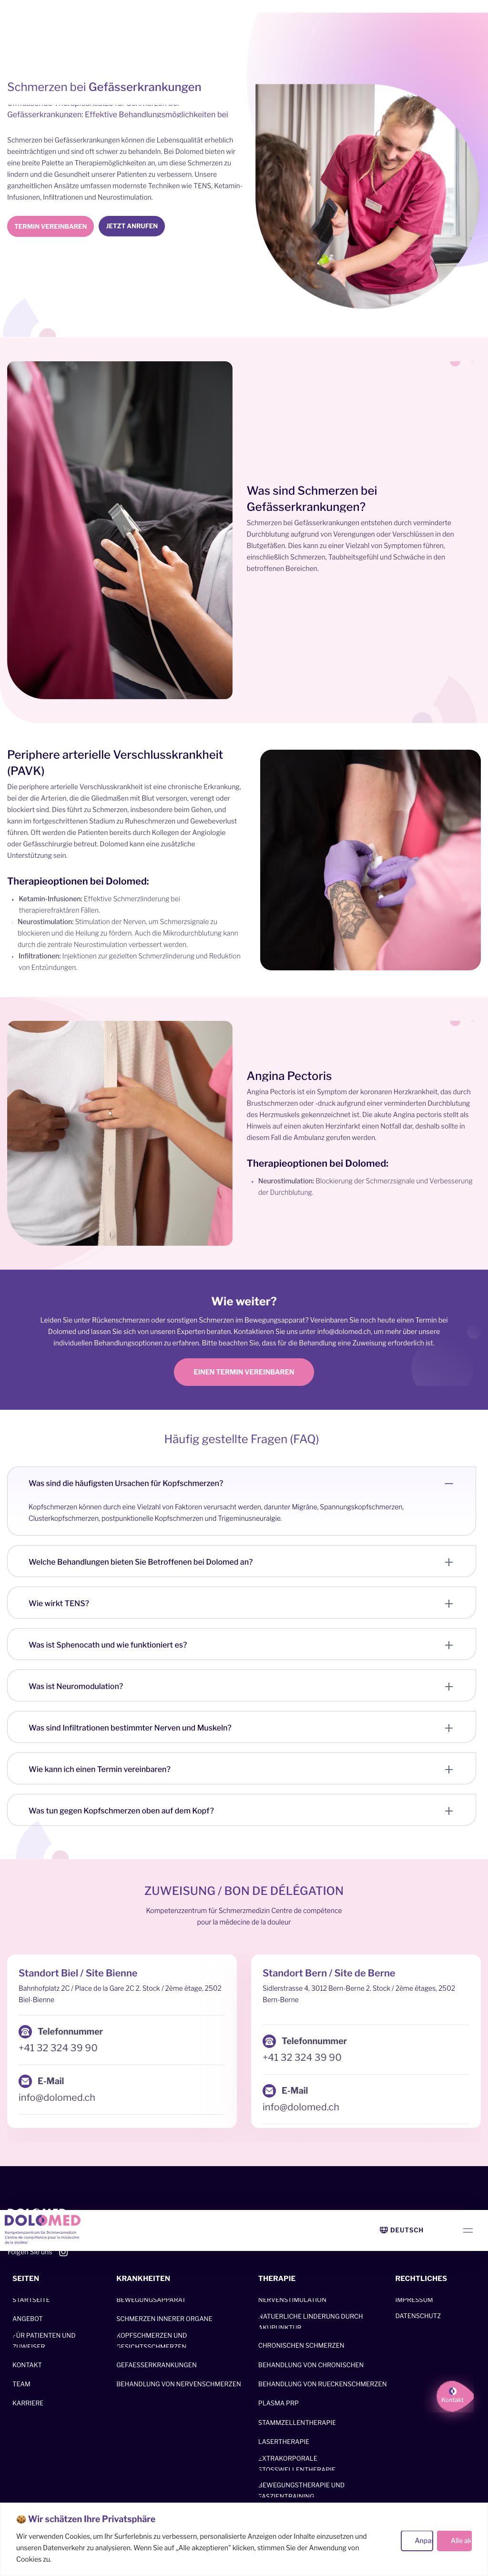 Schmerzen bei Gefässerkrankungen
Gefässerkrankungen: Effektive Behandlungsmöglichkeiten bei
Schmerzen bei Gefässerkrankungen können die Lebensqualität erheblich
beeinträchtigen und sind oft schwer zu behandeln. Bei Dolomed bieten wir
eine breite Palette an Therapiemöglichkeiten an, um diese Schmerzen zu
lindern und die Gesundheit unserer Patienten zu verbessern. Unsere
ganzheitlichen Ansätze umfassen modernste Techniken wie TENS, Ketamin-
Infusionen, Infiltrationen und Neurostimulation.
TERMIN VEREINBAREN
JETZT ANRUFEN
Was sind Schmerzen bei
Gefässerkrankungen?
Schmerzen bei Gefässerkrankungen entstehen durch verminderte
Durchblutung aufgrund von Verengungen oder Verschlüssen in den
Blutgefäßen. Dies kann zu einer Vielzahl von Symptomen führen,
einschließlich Schmerzen, Taubheitsgefühl und Schwäche in den
betroffenen Bereichen.
Periphere arterielle Verschlusskrankheit
(PAVK)
Die periphere arterielle Verschlusskrankheit ist eine chronische Erkrankung,
bei der die Arterien, die die Gliedmaßen mit Blut versorgen, verengt oder
blockiert sind. Dies führt zu Schmerzen, insbesondere beim Gehen, und
kann im fortgeschrittenen Stadium zu Ruheschmerzen und Gewebeverlust
führen. Oft werden die Patienten bereits durch Kollegen der Angiologie
oder Gefässchirurgie betreut. Dolomed kann eine zusätzliche
Unterstützung sein.
Therapieoptionen bei Dolomed:
Ketamin-Infusionen: Effektive Schmerzlinderung bei
therapierefraktären Fällen.
Neurostimulation: Stimulation der Nerven, um Schmerzsignale zu
blockieren und die Heilung zu fördern. Auch die Mikrodurchblutung kann
durch die zentrale Neurostimulation verbessert werden.
Infiltrationen: Injektionen zur gezielten Schmerzlinderung und Reduktion
von Entzündungen.
Angina Pectoris
Angina Pectoris ist ein Symptom der koronaren Herzkrankheit, das durch
Brustschmerzen oder -druck aufgrund einer verminderten Durchblutung
des Herzmuskels gekennzeichnet ist. Die akute Angina pectoris stellt als
Hinweis auf einen akuten Herzinfarkt einen Notfall dar, deshalb sollte in
diesem Fall die Ambulanz gerufen werden.
Therapieoptionen bei Dolomed:
Neurostimulation: Blockierung der Schmerzsignale und Verbesserung
der Durchblutung.
Wie weiter?
Leiden Sie unter Rückenschmerzen oder sonstigen Schmerzen im Bewegungsapparat? Vereinbaren Sie noch heute einen Termin bei
Dolomed und lassen Sie sich von unseren Experten beraten. Kontaktieren Sie uns unter info@dolomed.ch, um mehr über unsere
individuellen Behandlungsoptionen zu erfahren. Bitte beachten Sie, dass für die Behandlung eine Zuweisung erforderlich ist.
EINEN TERMIN VEREINBAREN
Häufig gestellte Fragen (FAQ)
Was sind die häufigsten Ursachen für Kopfschmerzen?
Kopfschmerzen können durch eine Vielzahl von Faktoren verursacht werden, darunter Migräne, Spannungskopfschmerzen,
Clusterkopfschmerzen, postpunktionelle Kopfschmerzen und Trigeminusneuralgie.
Welche Behandlungen bieten Sie Betroffenen bei Dolomed an?
Wie wirkt TENS?
Was ist Sphenocath und wie funktioniert es?
Was ist Neuromodulation?
Was sind Infiltrationen bestimmter Nerven und Muskeln?
Wie kann ich einen Termin vereinbaren?
Was tun gegen Kopfschmerzen oben auf dem Kopf?
ZUWEISUNG / BON DE DÉLÉGATION
Kompetenzzentrum für Schmerzmedizin Centre de compétence
pour la médecine de la douleur
Standort Biel / Site Bienne
Bahnhofplatz 2C / Place de la Gare 2C 2. Stock / 2ème étage, 2502
Biel-Bienne
Telefonnummer
+41 32 324 39 90
E-Mail
info@dolomed.ch
Standort Bern / Site de Berne
Sidlerstrasse 4, 3012 Bern-Berne 2. Stock / 2ème étages, 2502
Bern-Berne
Telefonnummer
+41 32 324 39 90
E-Mail
info@dolomed.ch
DOLOMED
Kompetenzzentrum für Schmerzmedizin
Centre de compétence pour la médecine
de la douleur
DEUTSCH
Folgen Sie uns
SEITEN
STARTSEITE
ANGEBOT
FÜR PATIENTEN UND
ZUWEISER
KONTAKT
TEAM
KARRIERE
KRANKHEITEN
BEWEGUNGSAPPARAT
SCHMERZEN INNERER ORGANE
KOPFSCHMERZEN UND
GESICHTSSCHMERZEN
GEFAESSERKRANKUNGEN
BEHANDLUNG VON NERVENSCHMERZEN
THERAPIE
NERVENSTIMULATION
NATUERLICHE LINDERUNG DURCH
AKUPUNKTUR
CHRONISCHEN SCHMERZEN
BEHANDLUNG VON CHRONISCHEN
BEHANDLUNG VON RUECKENSCHMERZEN
PLASMA PRP
STAMMZELLENTHERAPIE
LASERTHERAPIE
EXTRAKORPORALE
STOSSWELLENTHERAPIE
BEWEGUNGSTHERAPIE UND
FASZIENTRAINING
RECHTLICHES
IMPRESSUM
DATENSCHUTZ
Kontakt
Wir schätzen Ihre Privatsphäre
Wir verwenden Cookies, um Ihr Surferlebnis zu verbessern, personalisierte Anzeigen oder Inhalte einzusetzen und
unseren Datenverkehr zu analysieren. Wenn Sie auf „Alle akzeptieren" klicken, stimmen Sie der Anwendung von
Cookies zu.
Anpa
Alle ak